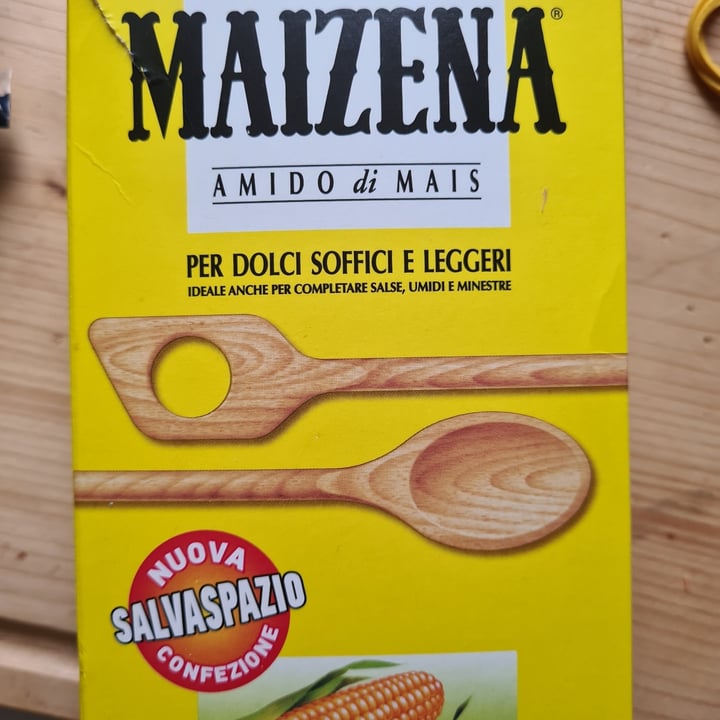 MAIZENA®
AMIDO di MAIS
PER DOLCI SOFFICI E LEGGERI
IDEALE ANCHE PER COMPLETARE SALSE, UMIDI E MINESTRE
NUOVA
SALVASPAZIO
CONFEZIONE